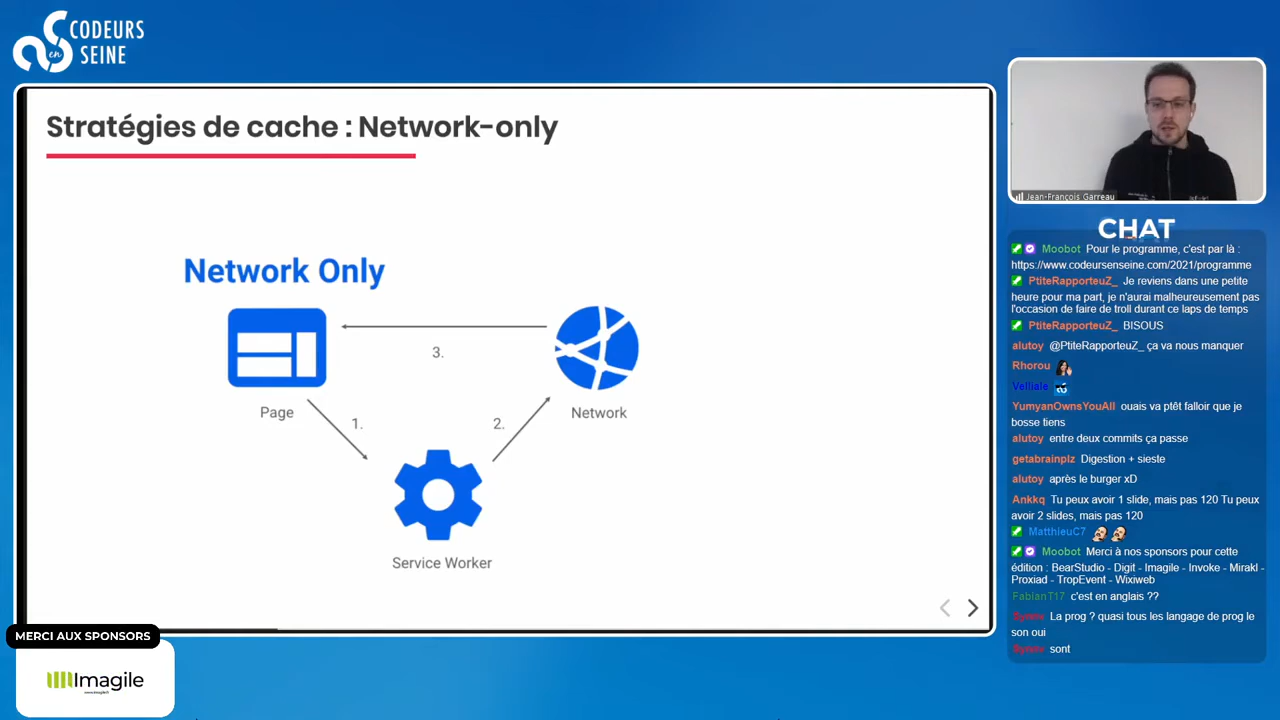 CODEURS
en
SEINE
Stratégies de cache : Network-only
Network Only
3.
Page
Network
1.
2.
Service Worker
MERCI AUX SPONSORS
Imagile
Jean-François Garreau
CHAT
Moobot Pour le programme, c'est par là :
https://www.codeursenseine.com/2021/programme
PtiteRapporteuZ_ Je reviens dans une petite
heure pour ma part, je n'aurai malheureusement pas
l'occasion de faire de troll durant ce laps de temps
PtiteRapporteuZ_ BISOUS
alutoy @PtiteRapporteuZ_ ça va nous manquer
Rhorou
Velliale
YumyanOwnsYouAll ouais va ptêt falloir que je
bosse tiens
alutoy entre deux commits ça passe
getabrainplz Digestion + sieste
alutoy après le burger xD
Ankkq Tu peux avoir 1 slide, mais pas 120 Tu peux
avoir 2 slides, mais pas 120
MatthieuC7
Moobot Merci à nos sponsors pour cette
édition : BearStudio - Digit - Imagile - Invoke - Mirakl -
Proxiad - TropEvent - Wixiweb
FabianT17 c'est en anglais ??
La prog ? quasi tous les langage de prog le
son oui
sont